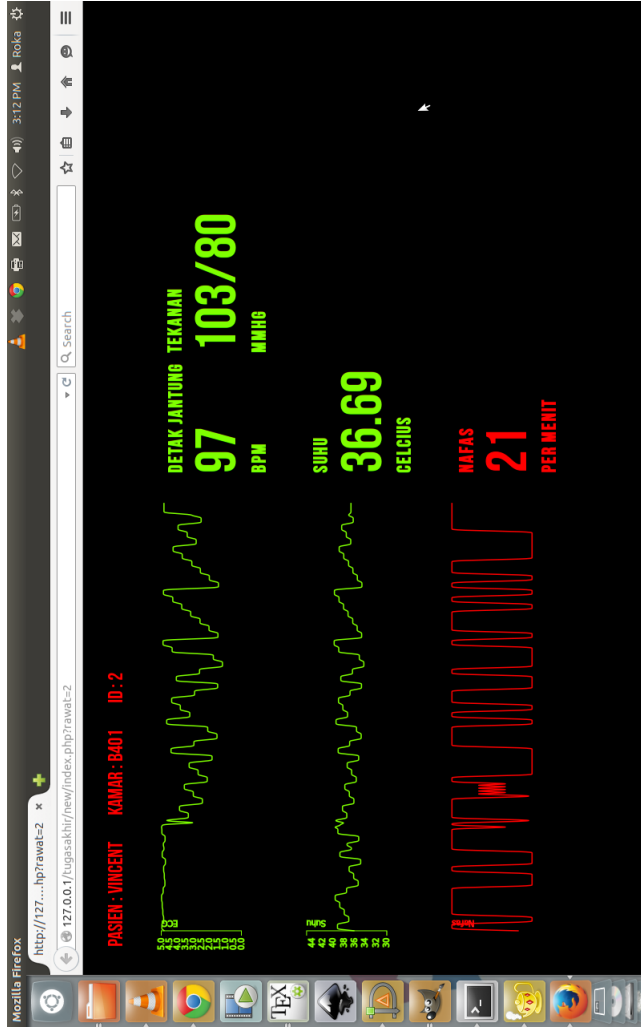 Mozilla Firefox
3:12 PM
Roka
http://127....hp?rawat=2 ×
127.0.0.1/tugasakhir/new/index.php?rawat=2
Search
PASIEN : VINCENT KAMAR : B401 ID : 2
ECG
5.0
4.5
4.0
3.5
3.0
2.5
2.0
1.5
1.0
0.5
0.0
DETAK JANTUNG
97
BPM
TEKANAN
103/80
MMHG
Suhu
44
42
40
38
36
34
32
30
SUHU
36.69
CELCIUS
Nafas
NAFAS
21
PER MENIT
TEX